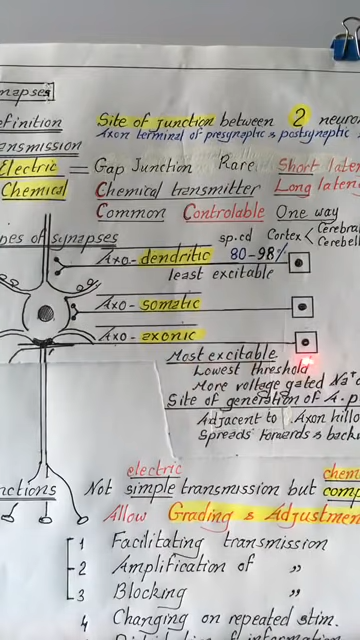 napses
efinition Site of junction between 2 neuron
Axon terminal of presynaptic & postsynaptic
ansmission
Electric = Gap Junction Rare Short laten
Chemical Chemical transmitter Long laten
Common Controlable One way
pes of synapses sp.cd Cortex < Cerebral
Cerebell
Axo-dendritic 80-98%
least excitable
Axo-somatic
Axo-axonic
Most excitable
Lowest threshold
More voltage gated Na+
Site of generation of A.p
Adjacent to Axon hillo
Spreads forwards & back
electric chem
nctions Not simple transmission but comp
Allow Grading & Adjustmen
1 Facilitating transmission
2 Amplification of "
3 Blocking "
4 Changing on repeated stim.